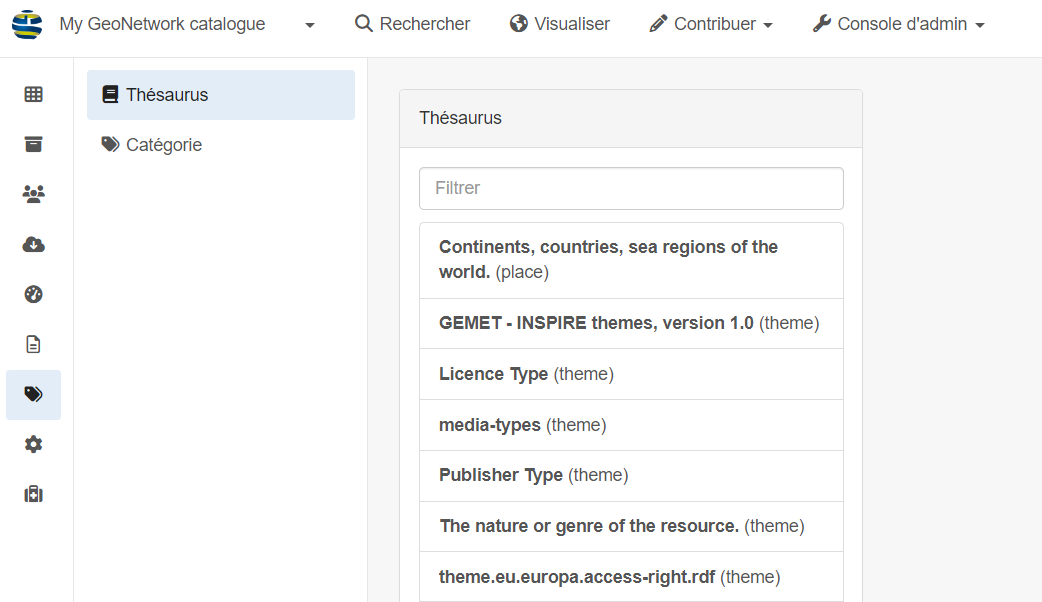 My GeoNetwork catalogue
Rechercher
Visualiser
Contribuer
Console d'admin
Thésaurus
Catégorie
Thésaurus
Filtrer
Continents, countries, sea regions of the
world. (place)
GEMET - INSPIRE themes, version 1.0 (theme)
Licence Type (theme)
media-types (theme)
Publisher Type (theme)
The nature or genre of the resource. (theme)
theme.eu.europa.access-right.rdf (theme)